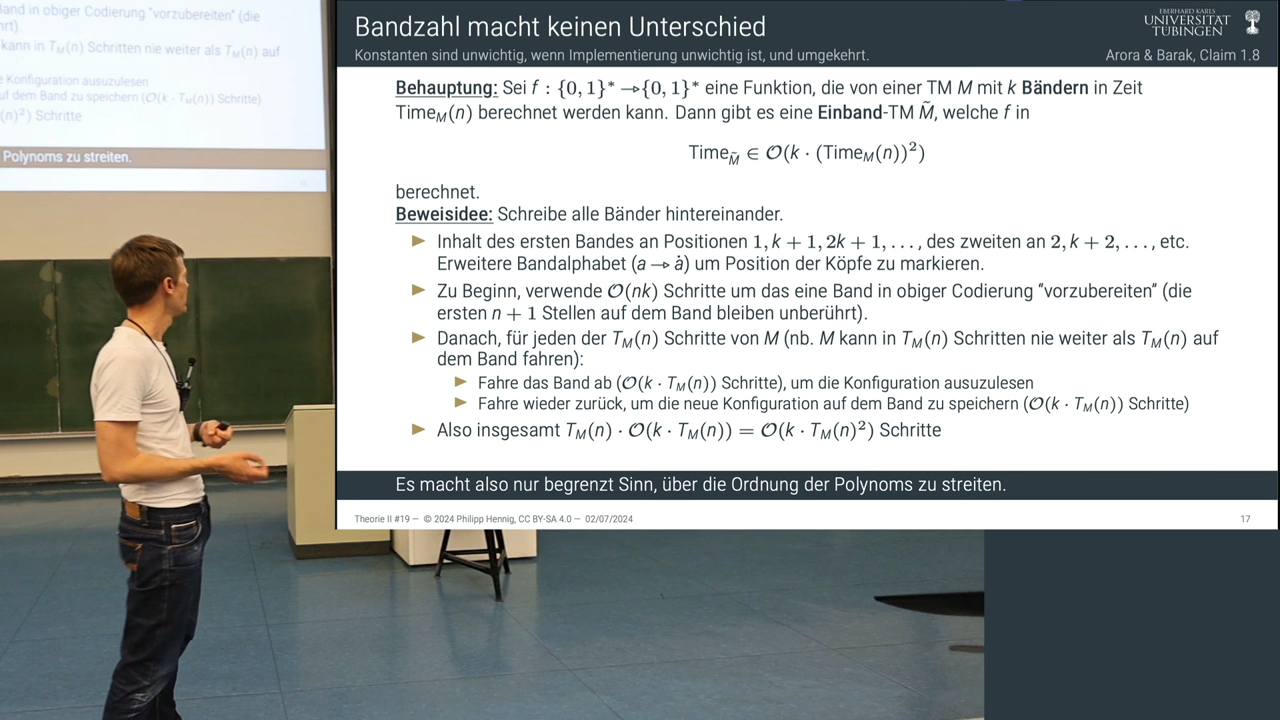 Band in obiger Codierung "vorzubereiten" (die
hrt).
kann in T_M(n) Schritten nie weiter als T_M(n) auf
e Konfiguration auszulesen
uf dem Band zu speichern (O(k · T_M(n)) Schritte)
(n)²) Schritte
Polynoms zu streiten.
Bandzahl macht keinen Unterschied
Konstanten sind unwichtig, wenn Implementierung unwichtig ist, und umgekehrt.
EBERHARD KARLS
UNIVERSITÄT
TÜBINGEN
Arora & Barak, Claim 1.8
Behauptung: Sei f : {0, 1}* → {0, 1}* eine Funktion, die von einer TM M mit k Bändern in Zeit
Time_M(n) berechnet werden kann. Dann gibt es eine Einband-TM M̃, welche f in
Time_M̃ ∈ O(k · (Time_M(n))²)
berechnet.
Beweisidee: Schreibe alle Bänder hintereinander.
► Inhalt des ersten Bandes an Positionen 1, k + 1, 2k + 1, . . . , des zweiten an 2, k + 2, . . . , etc.
Erweitere Bandalphabet (a → ȧ) um Position der Köpfe zu markieren.
► Zu Beginn, verwende O(nk) Schritte um das eine Band in obiger Codierung "vorzubereiten" (die
ersten n + 1 Stellen auf dem Band bleiben unberührt).
► Danach, für jeden der T_M(n) Schritte von M (nb. M kann in T_M(n) Schritten nie weiter als T_M(n) auf
dem Band fahren):
► Fahre das Band ab (O(k · T_M(n)) Schritte), um die Konfiguration auszulesen
► Fahre wieder zurück, um die neue Konfiguration auf dem Band zu speichern (O(k · T_M(n)) Schritte)
► Also insgesamt T_M(n) · O(k · T_M(n)) = O(k · T_M(n)²) Schritte
Es macht also nur begrenzt Sinn, über die Ordnung der Polynoms zu streiten.
Theorie II #19 — © 2024 Philipp Hennig, CC BY-SA 4.0 — 02/07/2024
17